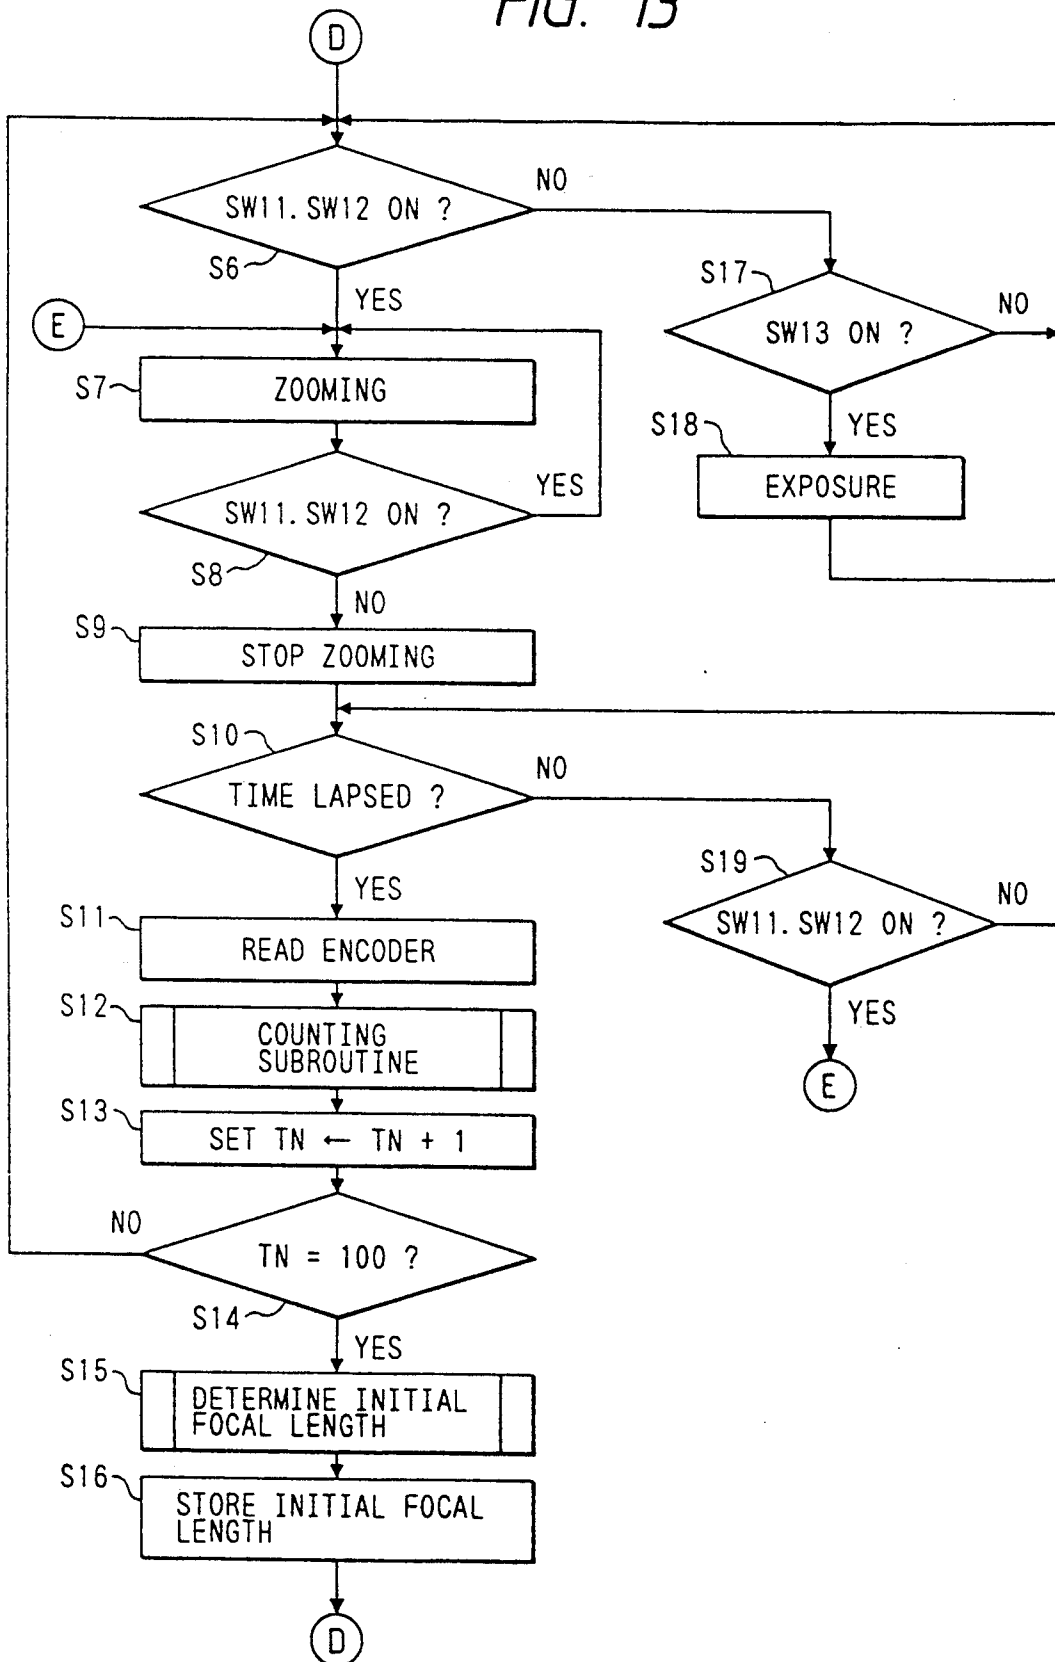 FIG. 13
D
SW11.SW12 ON ?
NO
S6
YES
S17
SW13 ON ?
NO
E
S7
ZOOMING
YES
S18
EXPOSURE
SW11.SW12 ON ?
YES
S8
NO
S9
STOP ZOOMING
S10
TIME LAPSED ?
NO
YES
S19
SW11.SW12 ON ?
NO
S11
READ ENCODER
YES
S12
COUNTING
SUBROUTINE
E
S13
SET TN ← TN + 1
NO
TN = 100 ?
S14
YES
S15
DETERMINE INITIAL
FOCAL LENGTH
S16
STORE INITIAL FOCAL
LENGTH
D